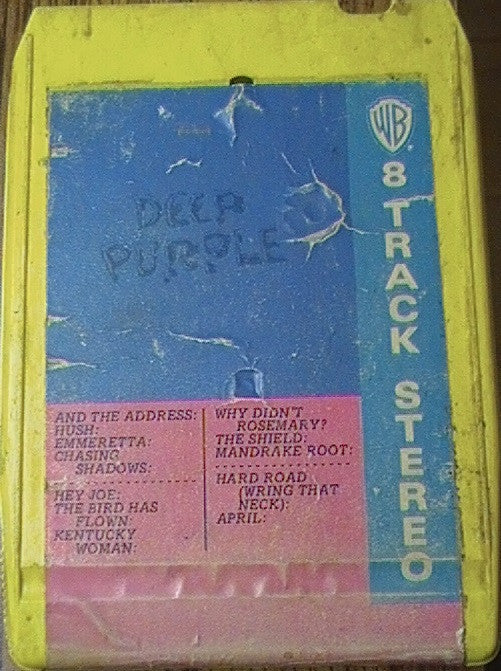 DEEP
PURPLE
WB
8 TRACK STEREO
AND THE ADDRESS:
HUSH:
EMMERETTA:
CHASING
SHADOWS:
HEY JOE:
THE BIRD HAS
FLOWN:
KENTUCKY
WOMAN:
WHY DIDN'T
ROSEMARY?
THE SHIELD:
MANDRAKE ROOT:
HARD ROAD
(WRING THAT
NECK):
APRIL: